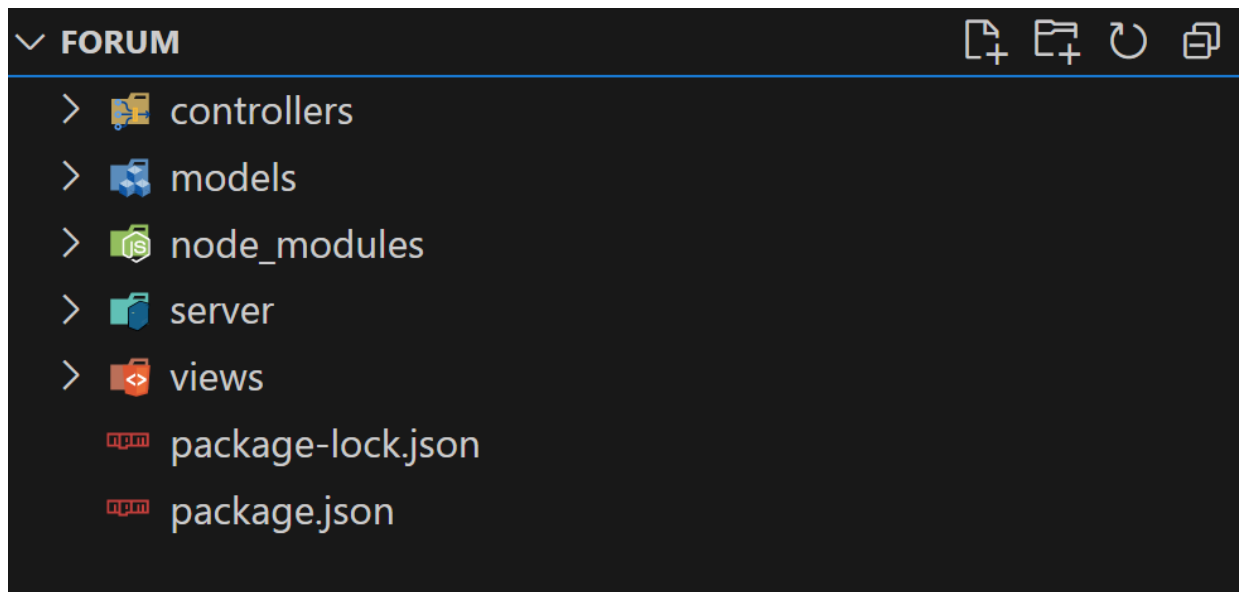 FORUM
controllers
models
node_modules
server
views
package-lock.json
package.json